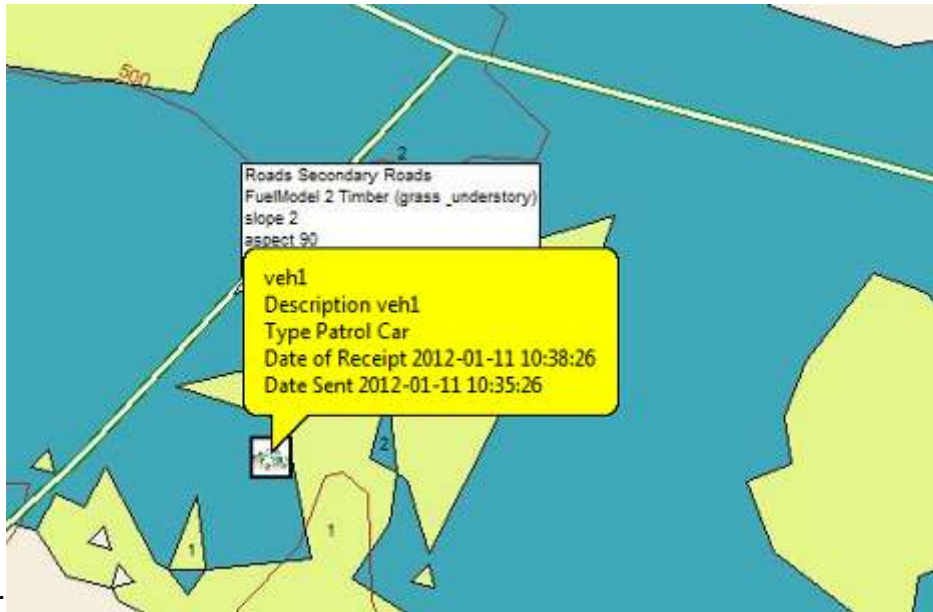 500
2
Roads Secondary Roads
FuelModel 2 Timber (grass _understory)
slope 2
aspect 90
veh1
Description veh1
Type Patrol Car
Date of Receipt 2012-01-11 10:38:26
Date Sent 2012-01-11 10:35:26
2
1
1